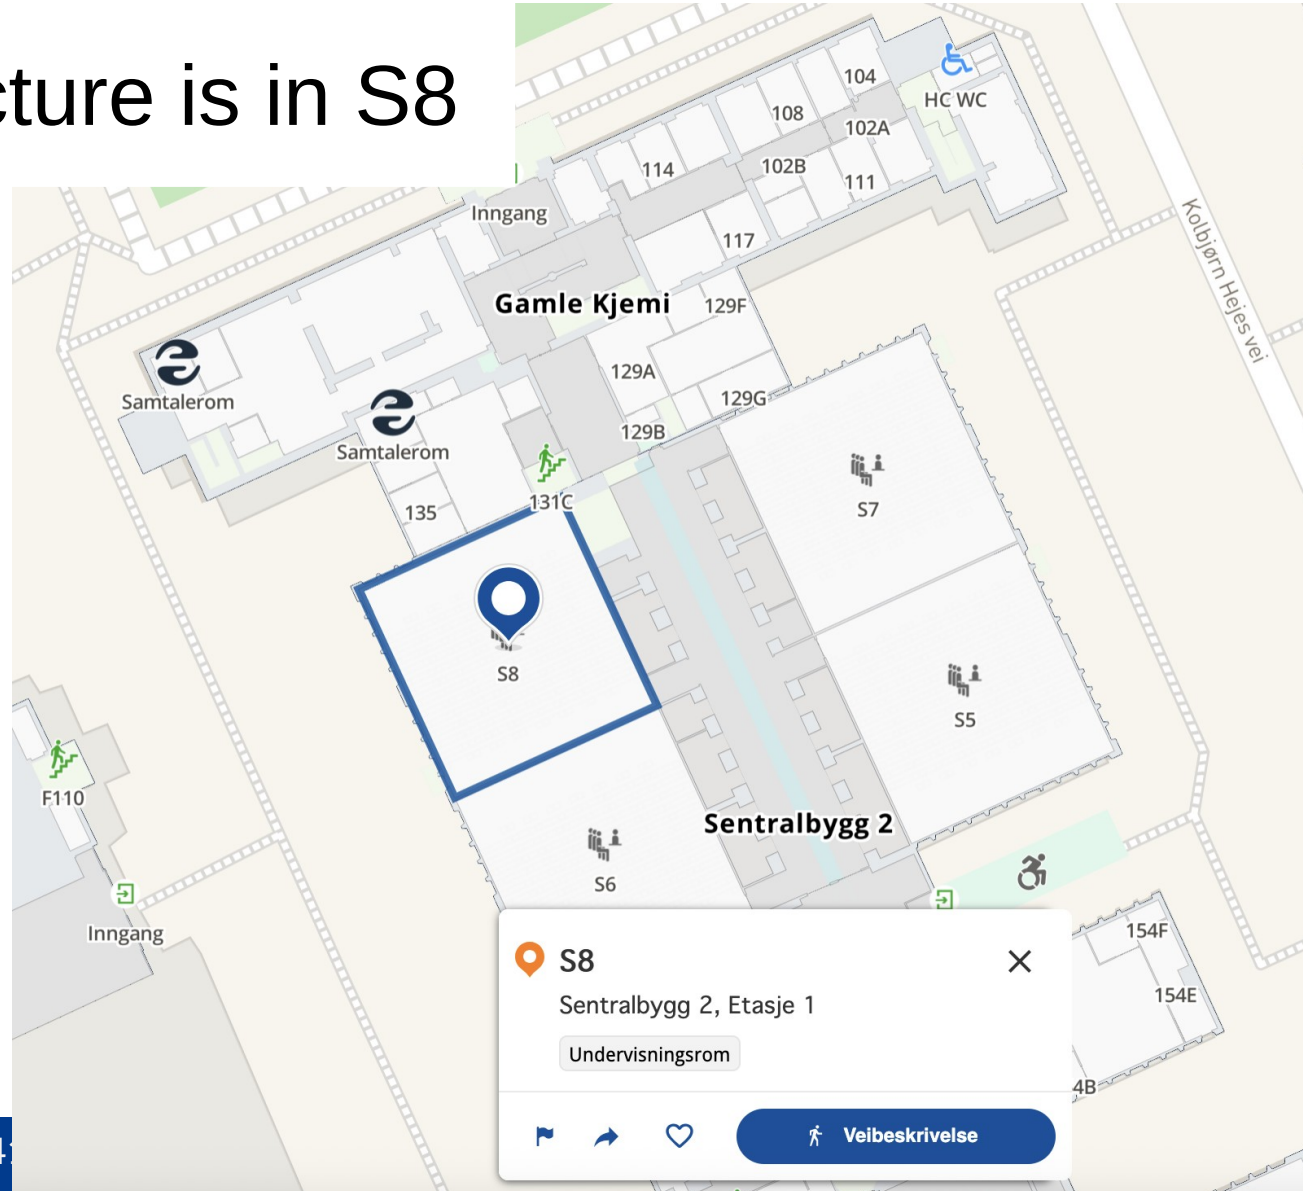 cture is in S8
104
HC WC
108
102A
114
102B
111
Inngang
117
Kolbjørn Hejes vei
Gamle Kjemi
129F
129A
129G
Samtalerom
129B
Samtalerom
131C
135
S7
S8
S5
F110
Sentralbygg 2
S6
Inngang
154F
154E
4B
S8
Sentralbygg 2, Etasje 1
Undervisningsrom
Veibeskrivelse